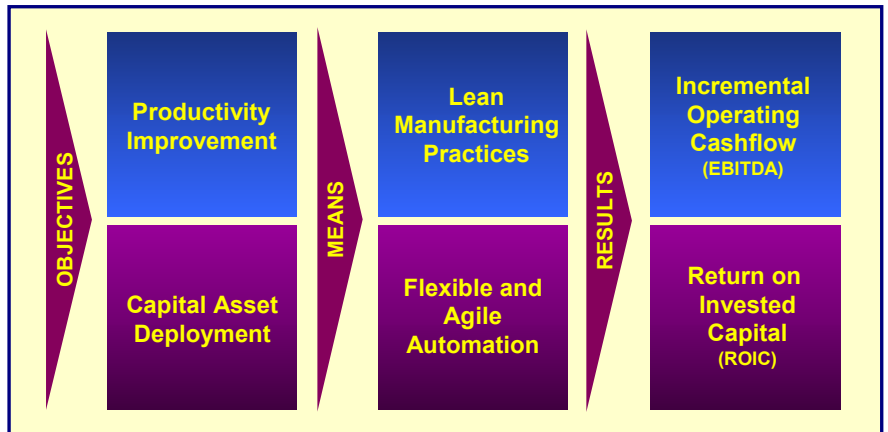 OBJECTIVES
Productivity
Improvement
Capital Asset
Deployment
MEANS
Lean
Manufacturing
Practices
Flexible and
Agile
Automation
RESULTS
Incremental
Operating
Cashflow
(EBITDA)
Return on
Invested
Capital
(ROIC)